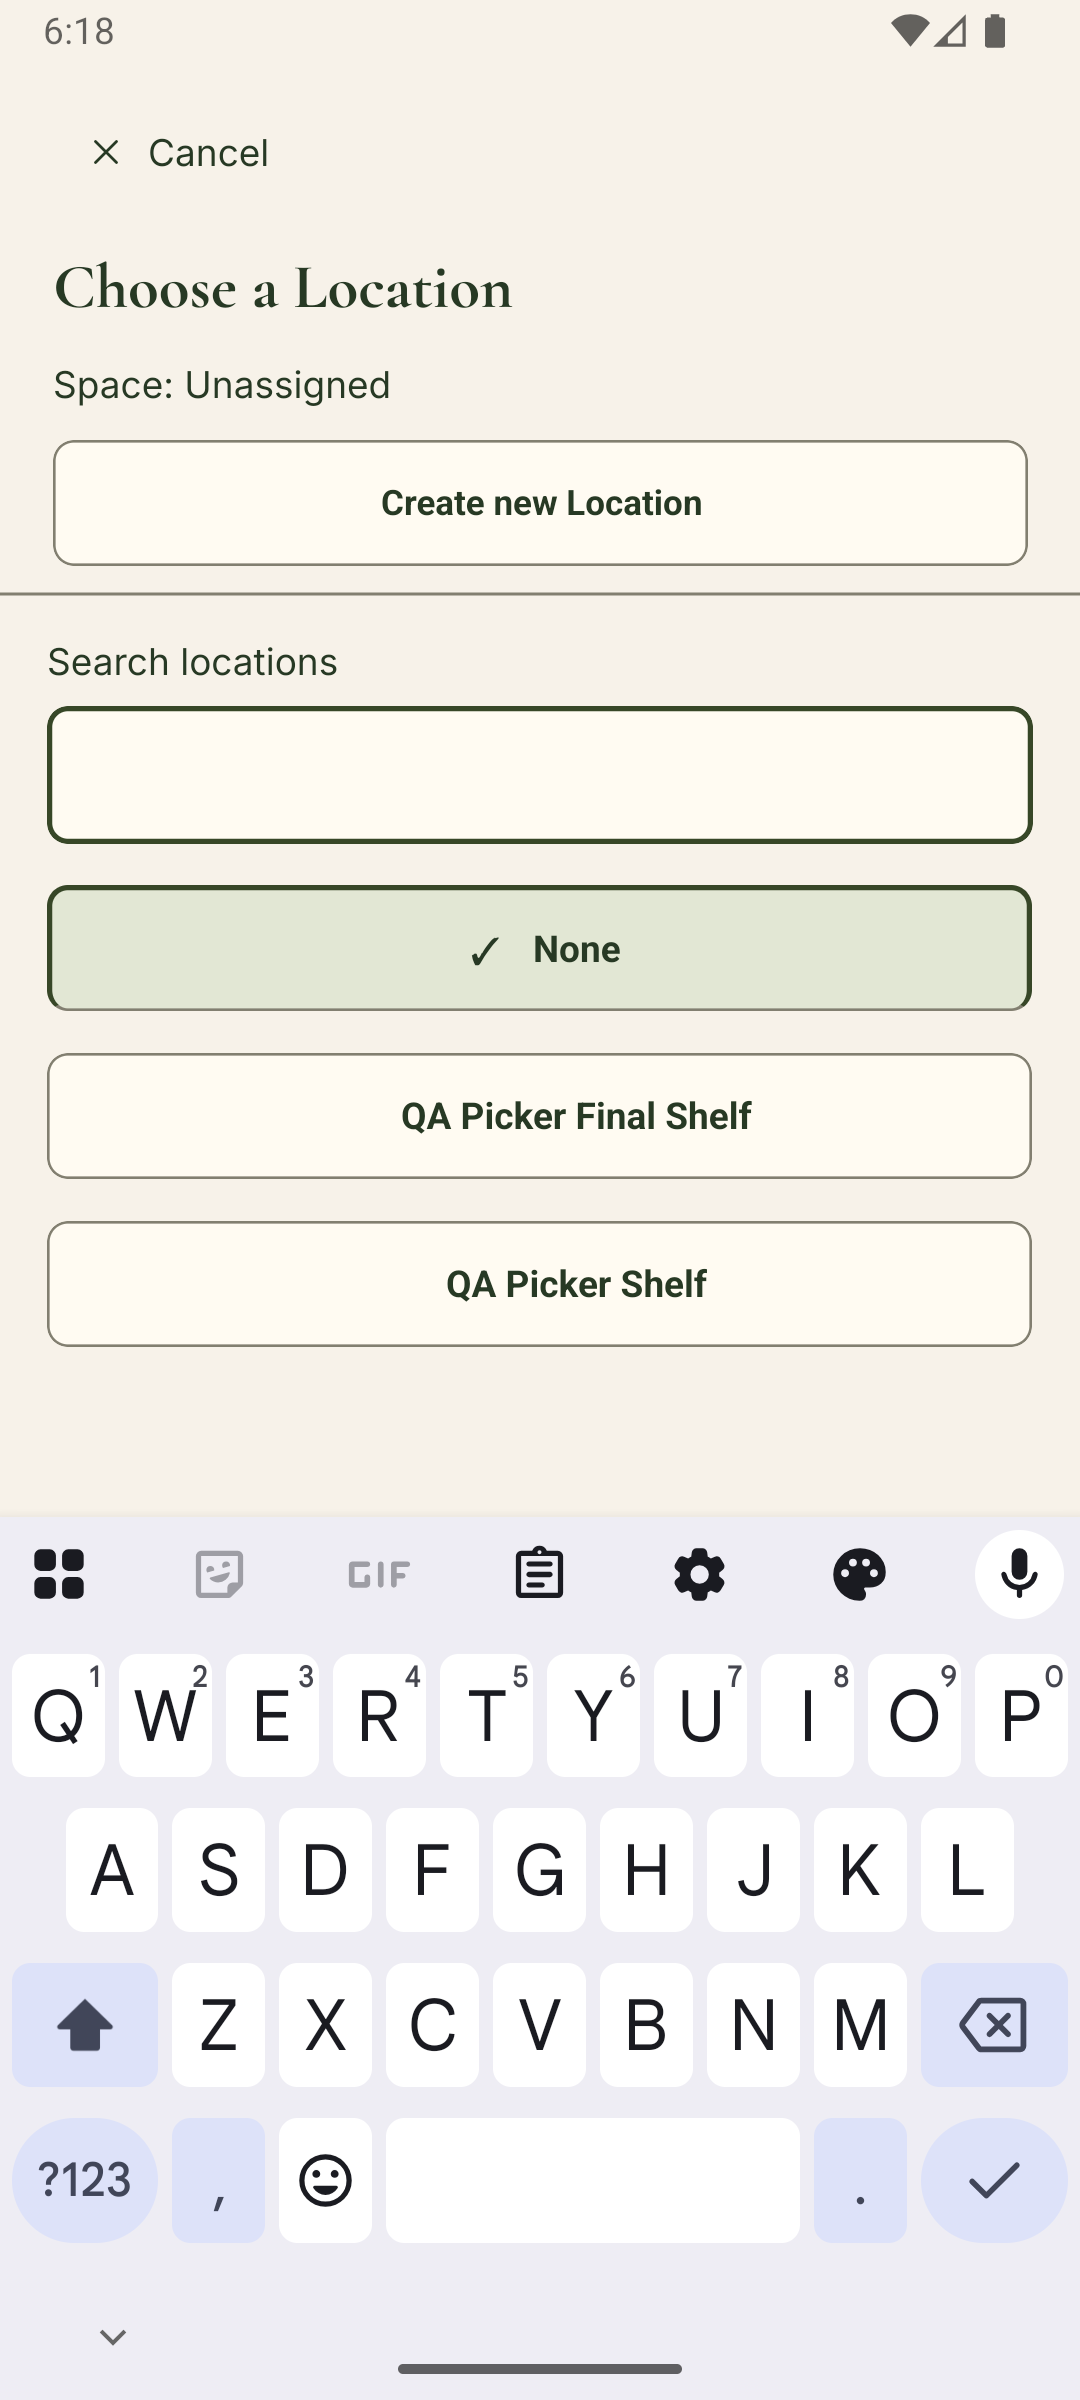 6:18
Cancel
Choose a Location
Space: Unassigned
Create new Location
Search locations
✓ None
QA Picker Final Shelf
QA Picker Shelf
GIF
Q1 W2 E3 R4 T5 Y6 U7 I8 O9 P0
A S D F G H J K L
Z X C V B N M
?123 , .